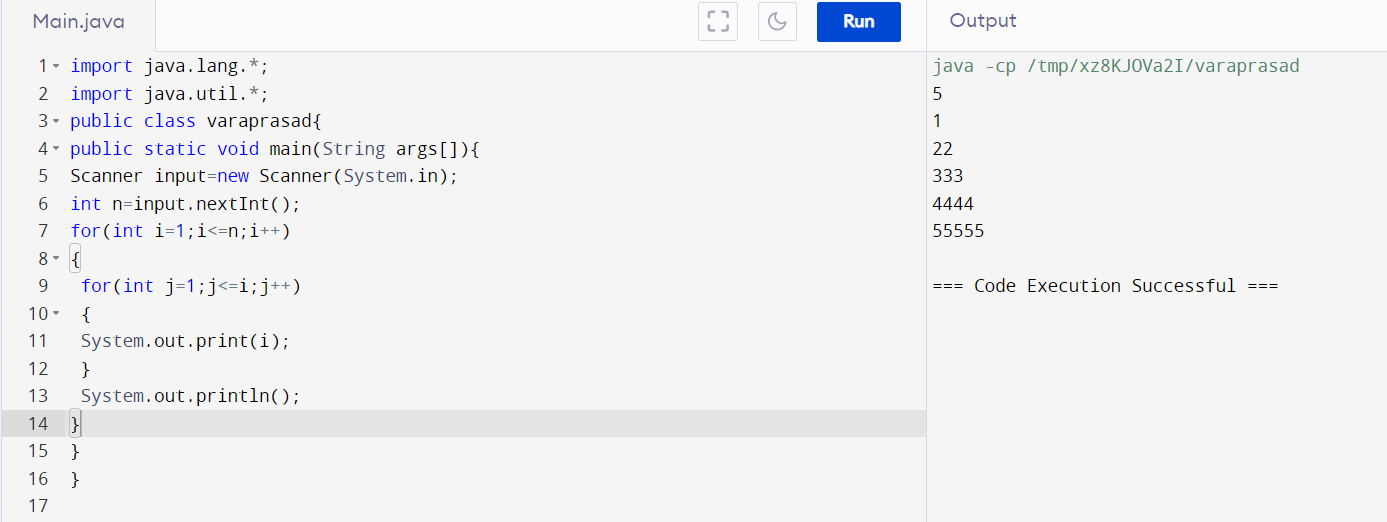 Main.java
Run
1 import java.lang.*;
2 import java.util.*;
3 public class varaprasad{
4 public static void main(String args[]){
5 Scanner input=new Scanner(System.in);
6 int n=input.nextInt();
7 for(int i=1;i<=n;i++)
8 {
9  for(int j=1;j<=i;j++)
10  {
11  System.out.print(i);
12  }
13  System.out.println();
14 }
15 }
16 }
17
Output
java -cp /tmp/xz8KJOVa2I/varaprasad
5
1
22
333
4444
55555
=== Code Execution Successful ===